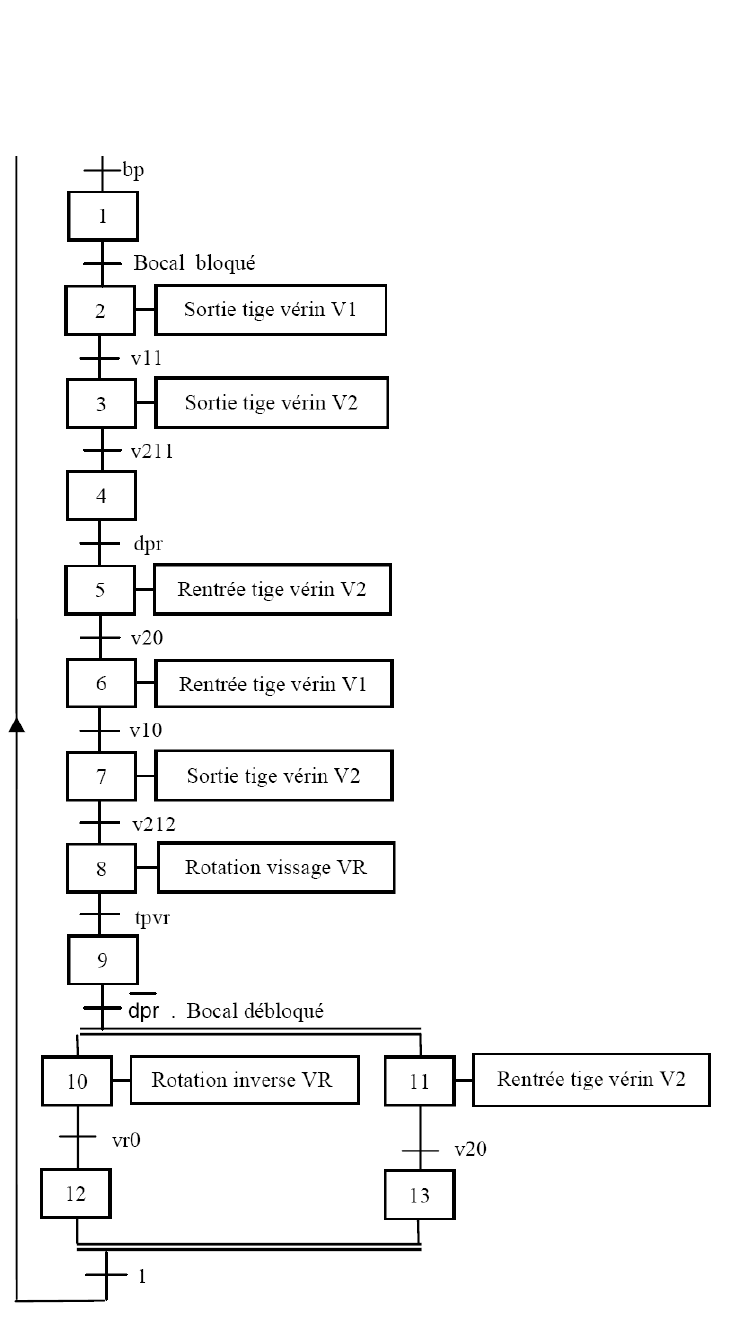 bp
1
Bocal bloqué
2 Sortie tige vérin V1
v11
3 Sortie tige vérin V2
v211
4
dpr
5 Rentrée tige vérin V2
v20
6 Rentrée tige vérin V1
v10
7 Sortie tige vérin V2
v212
8 Rotation vissage VR
tpvr
9
d̅p̅r̅ . Bocal débloqué
10 Rotation inverse VR 11 Rentrée tige vérin V2
vr0 v20
12 13
1